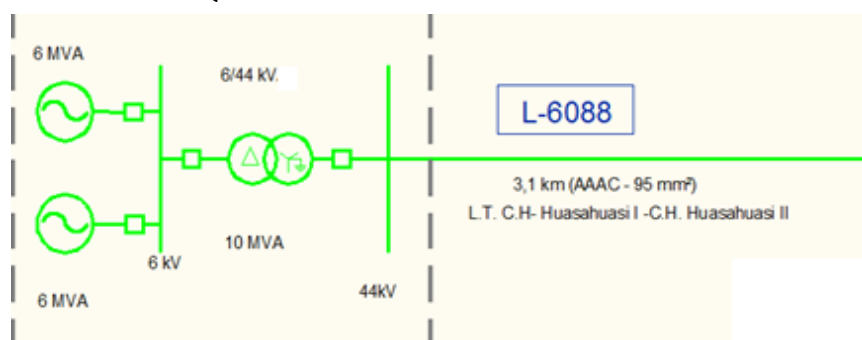 6 MVA
6/44 kV.
L-6088
3,1 km (AAAC - 95 mm²)
L.T. C.H- Huasahuasi I -C.H. Huasahuasi II
10 MVA
6 kV
44kV
6 MVA